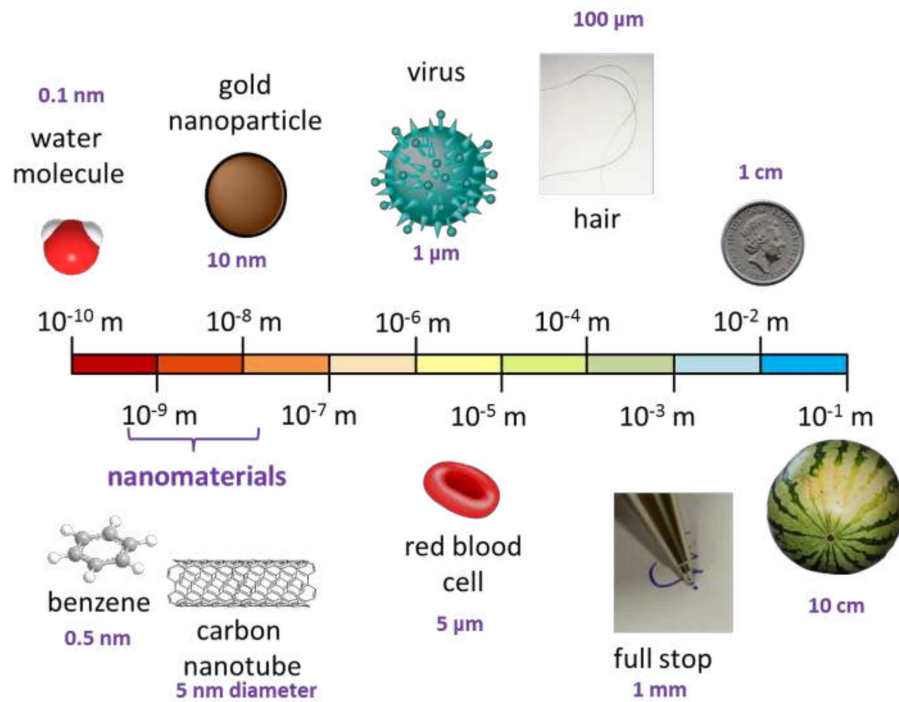 100 µm
virus
gold
nanoparticle
0.1 nm
water
molecule
1 cm
hair
10 nm
1 µm
10⁻¹⁰ m
10⁻⁸ m
10⁻⁶ m
10⁻⁴ m
10⁻² m
10⁻⁹ m
10⁻⁷ m
10⁻⁵ m
10⁻³ m
10⁻¹ m
nanomaterials
red blood
cell
benzene
0.5 nm
carbon
nanotube
5 nm diameter
5 µm
full stop
1 mm
10 cm